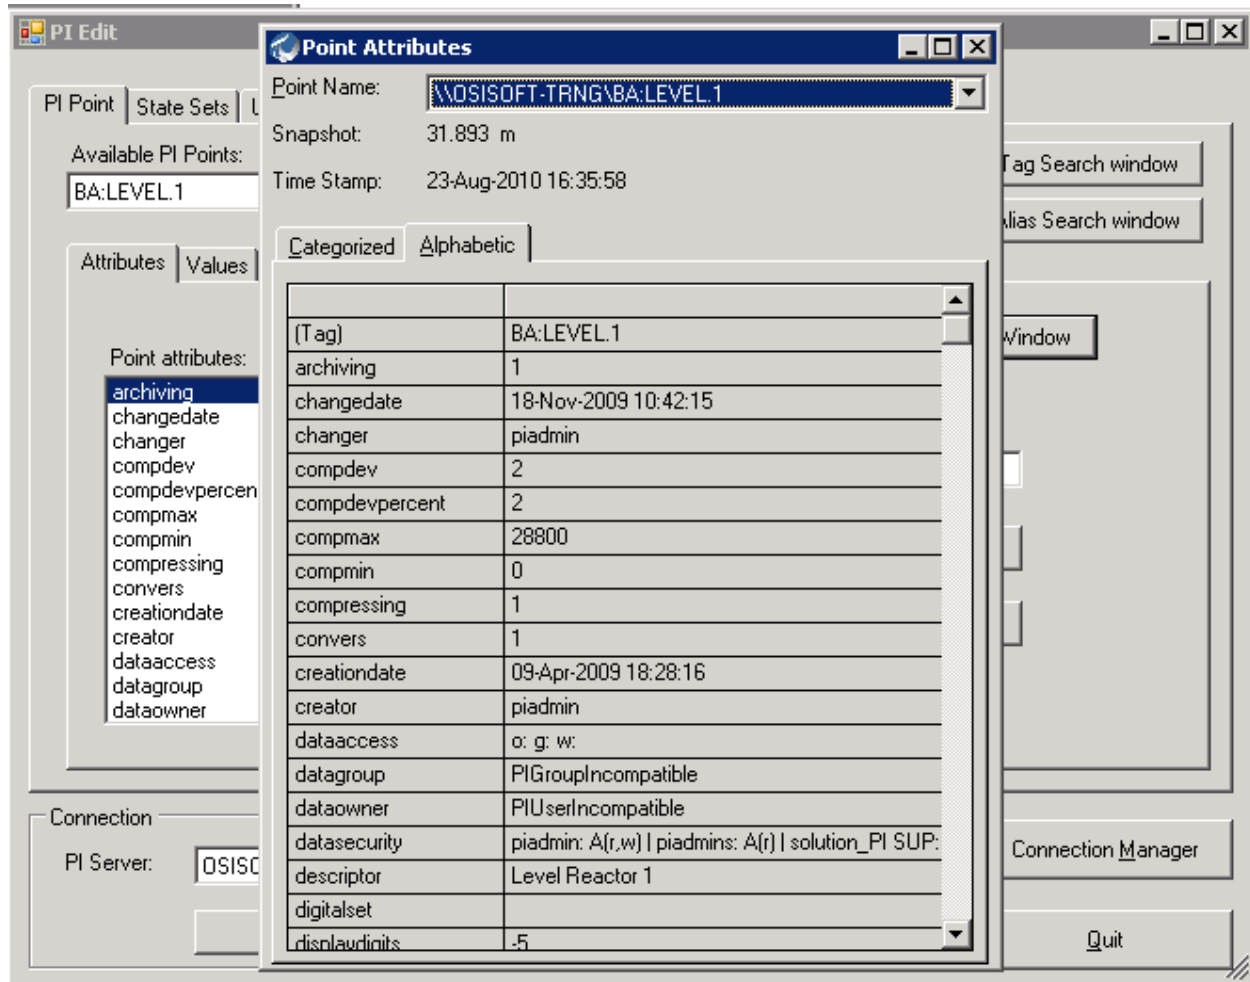 PI Edit
PI Point
State Sets
Available PI Points:
BA:LEVEL.1
Attributes
Values
Point attributes:
archiving
changedate
changer
compdev
compdevpercen
compmax
compmin
compressing
convers
creationdate
creator
dataaccess
datagroup
dataowner
Connection
PI Server:
Point Attributes
Point Name:
\\OSISOFT-TRNG\BA:LEVEL.1
Snapshot: 31.893 m
Time Stamp: 23-Aug-2010 16:35:58
Categorized
Alphabetic
(Tag) BA:LEVEL.1
archiving 1
changedate 18-Nov-2009 10:42:15
changer piadmin
compdev 2
compdevpercent 2
compmax 28800
compmin 0
compressing 1
convers 1
creationdate 09-Apr-2009 18:28:16
creator piadmin
dataaccess o: g: w:
datagroup PIGroupIncompatible
dataowner PIUserIncompatible
datasecurity piadmin: A(r,w) | piadmins: A(r) | solution_PI SUP:
descriptor Level Reactor 1
digitalset
displaydigits -5
Tag Search window
Alias Search window
Window
Connection Manager
Quit